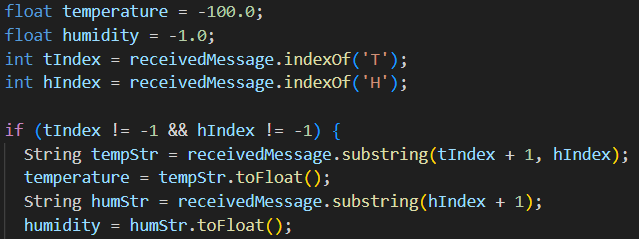 float temperature = -100.0;
float humidity = -1.0;
int tIndex = receivedMessage.indexOf('T');
int hIndex = receivedMessage.indexOf('H');
if (tIndex != -1 && hIndex != -1) {
String tempStr = receivedMessage.substring(tIndex + 1, hIndex);
temperature = tempStr.toFloat();
String humStr = receivedMessage.substring(hIndex + 1);
humidity = humStr.toFloat();